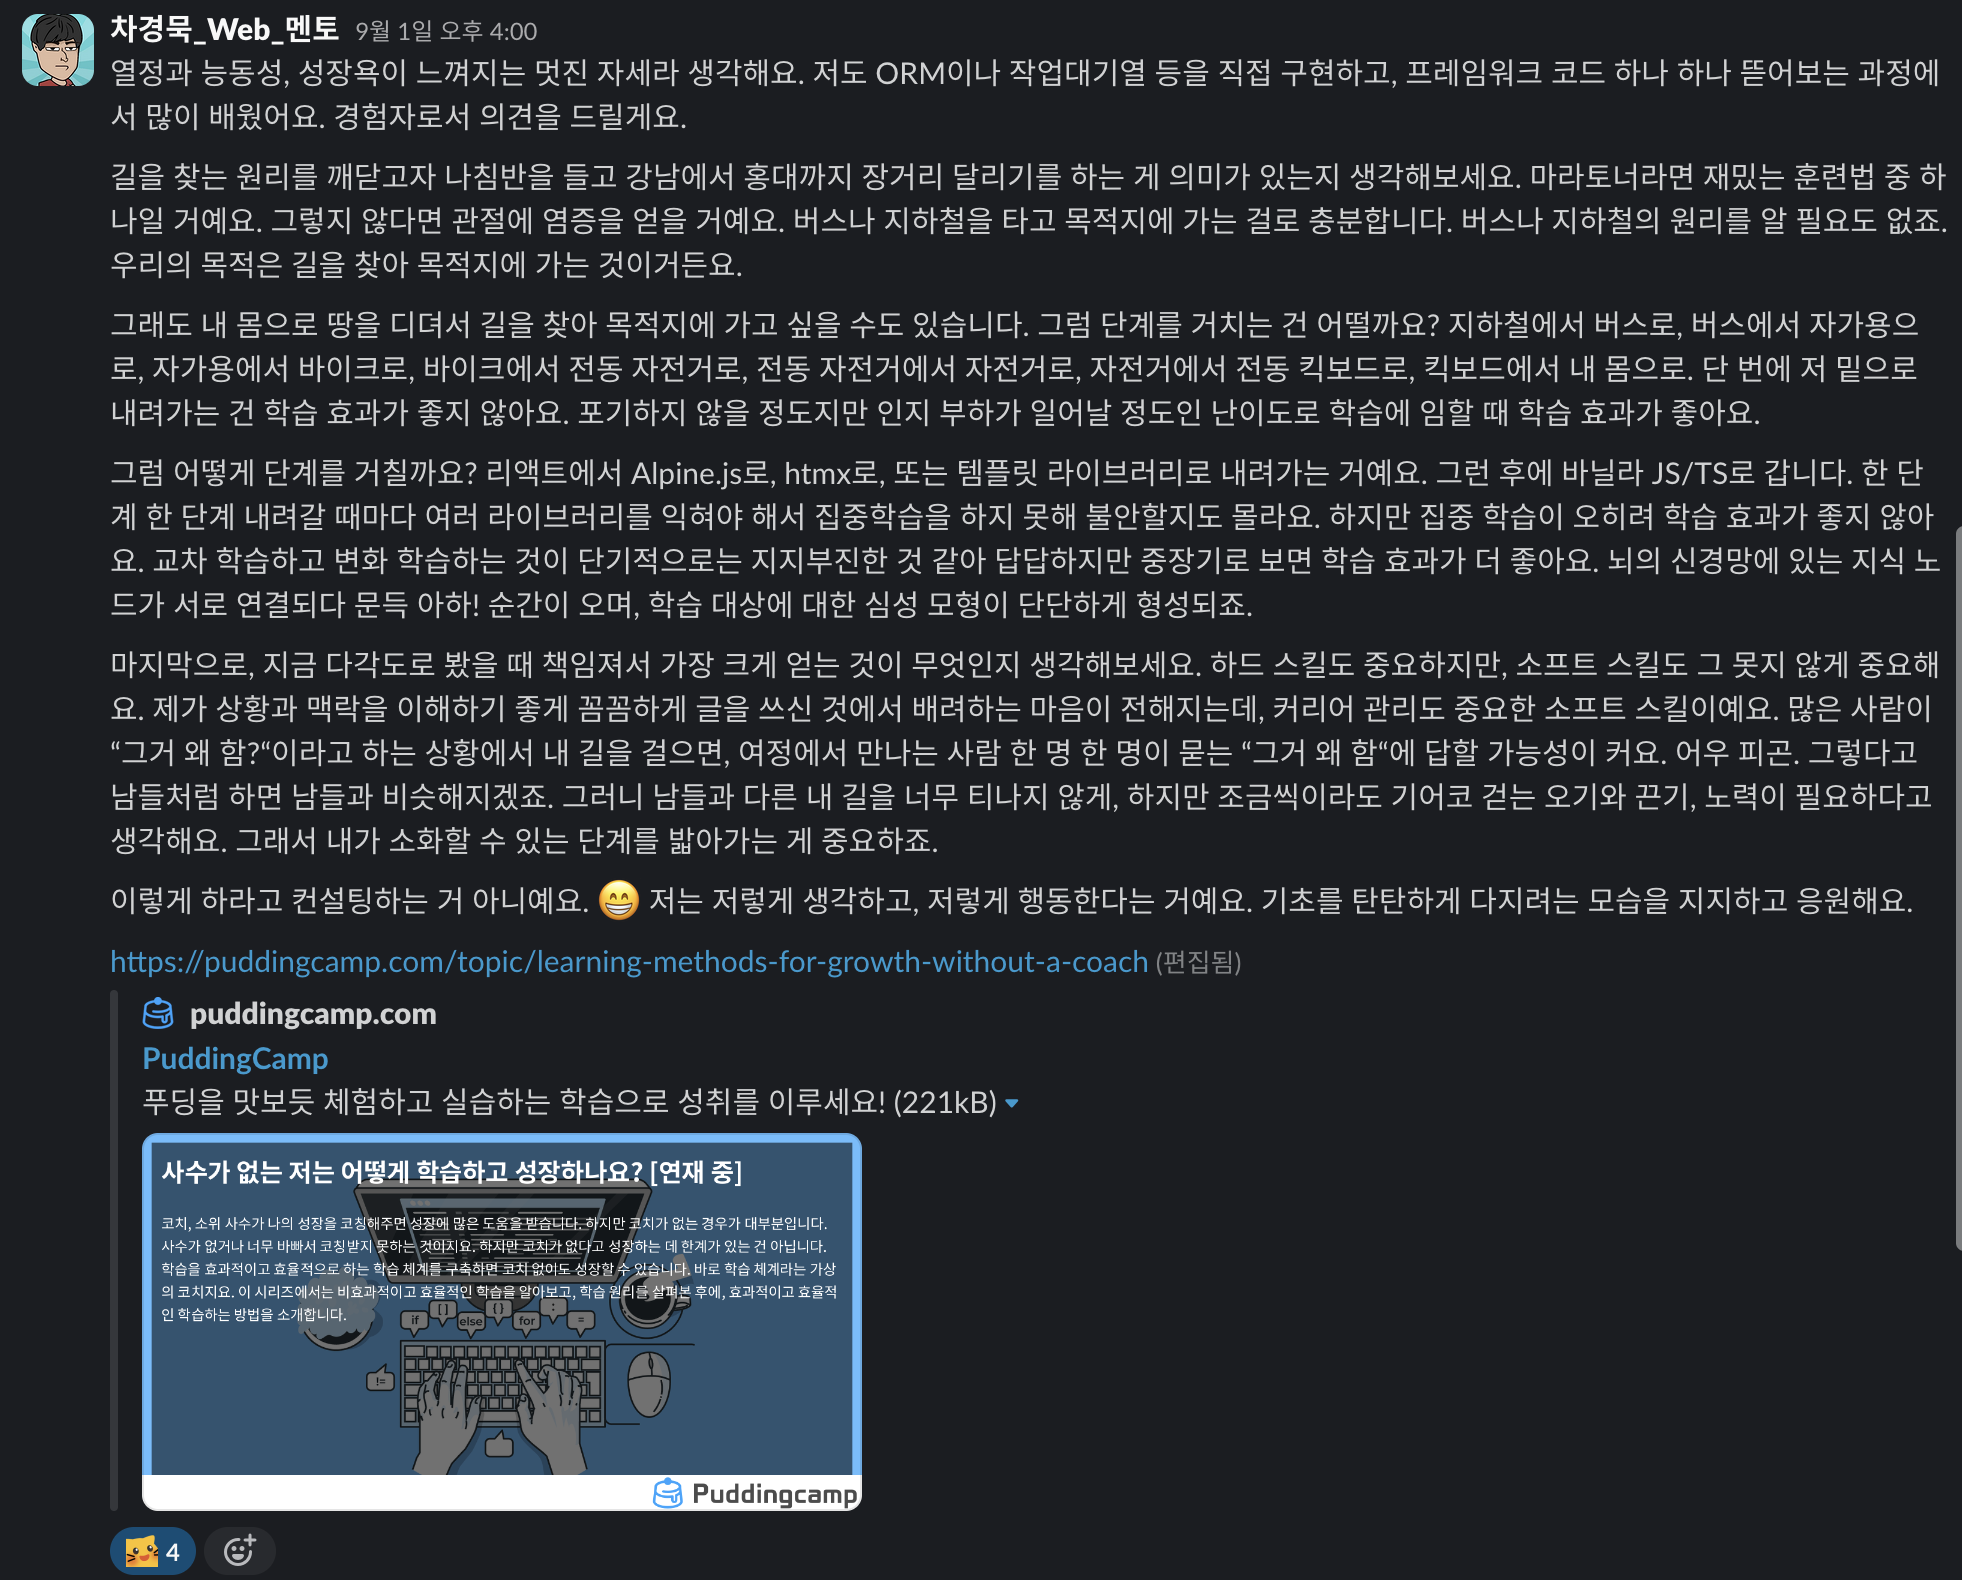 차경묵_Web_멘토 9월 1일 오후 4:00
열정과 능동성, 성장욕이 느껴지는 멋진 자세라 생각해요. 저도 ORM이나 작업대기열 등을 직접 구현하고, 프레임워크 코드 하나 하나 뜯어보는 과정에
서 많이 배웠어요. 경험자로서 의견을 드릴게요.
길을 찾는 원리를 깨닫고자 나침반을 들고 강남에서 홍대까지 장거리 달리기를 하는 게 의미가 있는지 생각해보세요. 마라토너라면 재밌는 훈련법 중 하
나일 거예요. 그렇지 않다면 관절에 염증을 얻을 거예요. 버스나 지하철을 타고 목적지에 가는 걸로 충분합니다. 버스나 지하철의 원리를 알 필요도 없죠.
우리의 목적은 길을 찾아 목적지에 가는 것이거든요.
그래도 내 몸으로 땅을 디뎌서 길을 찾아 목적지에 가고 싶을 수도 있습니다. 그럼 단계를 거치는 건 어떨까요? 지하철에서 버스로, 버스에서 자가용으
로, 자가용에서 바이크로, 바이크에서 전동 자전거로, 전동 자전거에서 자전거로, 자전거에서 전동 킥보드로, 킥보드에서 내 몸으로. 단 번에 저 밑으로
내려가는 건 학습 효과가 좋지 않아요. 포기하지 않을 정도지만 인지 부하가 일어날 정도인 난이도로 학습에 임할 때 학습 효과가 좋아요.
그럼 어떻게 단계를 거칠까요? 리액트에서 Alpine.js로, htmx로, 또는 템플릿 라이브러리로 내려가는 거예요. 그런 후에 바닐라 JS/TS로 갑니다. 한 단
계 한 단계 내려갈 때마다 여러 라이브러리를 익혀야 해서 집중학습을 하지 못해 불안할지도 몰라요. 하지만 집중 학습이 오히려 학습 효과가 좋지 않아
요. 교차 학습하고 변화 학습하는 것이 단기적으로는 지지부진한 것 같아 답답하지만 중장기로 보면 학습 효과가 더 좋아요. 뇌의 신경망에 있는 지식 노
드가 서로 연결되다 문득 아하! 순간이 오며, 학습 대상에 대한 심성 모형이 단단하게 형성되죠.
마지막으로, 지금 다각도로 봤을 때 책임져서 가장 크게 얻는 것이 무엇인지 생각해보세요. 하드 스킬도 중요하지만, 소프트 스킬도 그 못지 않게 중요해
요. 제가 상황과 맥락을 이해하기 좋게 꼼꼼하게 글을 쓰신 것에서 배려하는 마음이 전해지는데, 커리어 관리도 중요한 소프트 스킬이예요. 많은 사람이
“그거 왜 함?“이라고 하는 상황에서 내 길을 걸으면, 여정에서 만나는 사람 한 명 한 명이 묻는 “그거 왜 함“에 답할 가능성이 커요. 어우 피곤. 그렇다고
남들처럼 하면 남들과 비슷해지겠죠. 그러니 남들과 다른 내 길을 너무 티나지 않게, 하지만 조금씩이라도 기어코 걷는 오기와 끈기, 노력이 필요하다고
생각해요. 그래서 내가 소화할 수 있는 단계를 밟아가는 게 중요하죠.
이렇게 하라고 컨설팅하는 거 아니예요. 😁 저는 저렇게 생각하고, 저렇게 행동한다는 거예요. 기초를 탄탄하게 다지려는 모습을 지지하고 응원해요.
https://puddingcamp.com/topic/learning-methods-for-growth-without-a-coach (편집됨)
puddingcamp.com
PuddingCamp
푸딩을 맛보듯 체험하고 실습하는 학습으로 성취를 이루세요! (221kB)
사수가 없는 저는 어떻게 학습하고 성장하나요? [연재 중]
코치, 소위 사수가 나의 성장을 코칭해주면 성장에 많은 도움을 받습니다. 하지만 코치가 없는 경우가 대부분입니다.
사수가 없거나 너무 바빠서 코칭받지 못하는 것이지요. 하지만 코치가 없다고 성장하는 데 한계가 있는 건 아닙니다.
학습을 효과적이고 효율적으로 하는 학습 체계를 구축하면 코치 없이도 성장할 수 있습니다. 바로 학습 체계라는 가상
의 코치지요. 이 시리즈에서는 비효과적이고 효율적인 학습을 알아보고, 학습 원리를 살펴본 후에, 효과적이고 효율적
인 학습하는 방법을 소개합니다.
if [] else {} for : =
!=
Puddingcamp
4